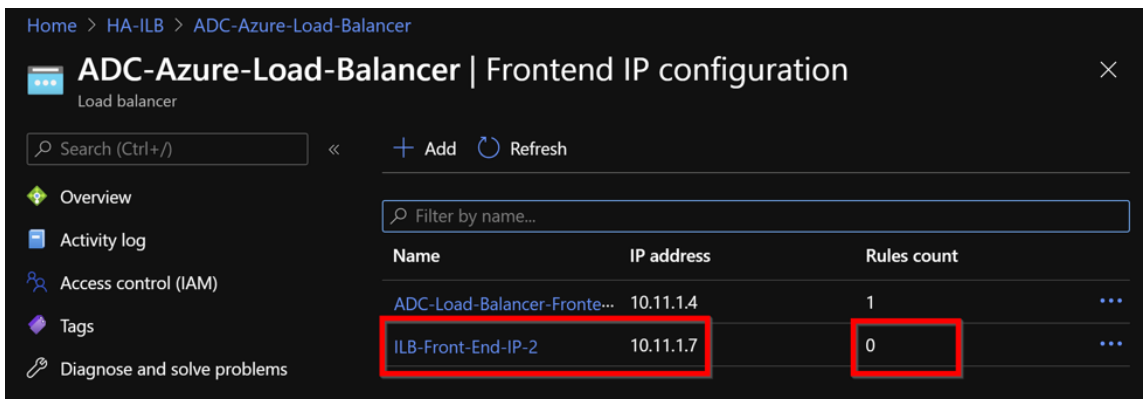 Home > HA-ILB > ADC-Azure-Load-Balancer
ADC-Azure-Load-Balancer | Frontend IP configuration
Load balancer
Search (Ctrl+/)
«
Add
Refresh
Overview
Activity log
Access control (IAM)
Tags
Diagnose and solve problems
Filter by name...
Name IP address Rules count
ADC-Load-Balancer-Fronte... 10.11.1.4 1 ...
ILB-Front-End-IP-2 10.11.1.7 0 ...